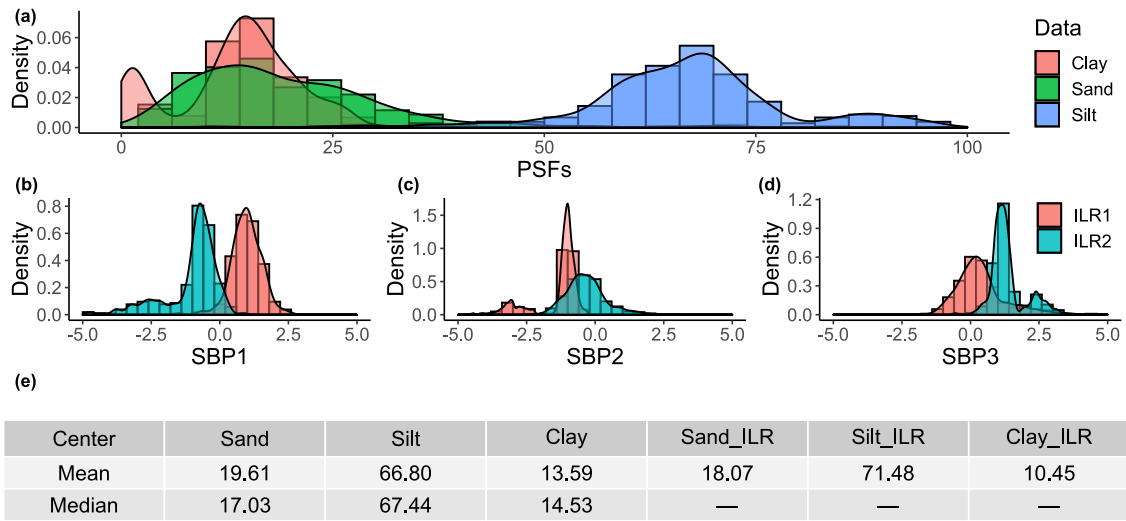 (a)
Density
0.06
0.04
0.02
0.00
0 25 50 75 100
PSFs
Data
Clay
Sand
Silt
(b)
Density
0.8
0.6
0.4
0.2
0.0
-5.0 -2.5 0.0 2.5 5.0
SBP1
(c)
Density
1.5
1.0
0.5
0.0
-5.0 -2.5 0.0 2.5 5.0
SBP2
(d)
Density
1.2
0.9
0.6
0.3
0.0
-5.0 -2.5 0.0 2.5 5.0
SBP3
ILR1
ILR2
(e)
Center Sand Silt Clay Sand_ILR Silt_ILR Clay_ILR
Mean 19.61 66.80 13.59 18.07 71.48 10.45
Median 17.03 67.44 14.53 — — —